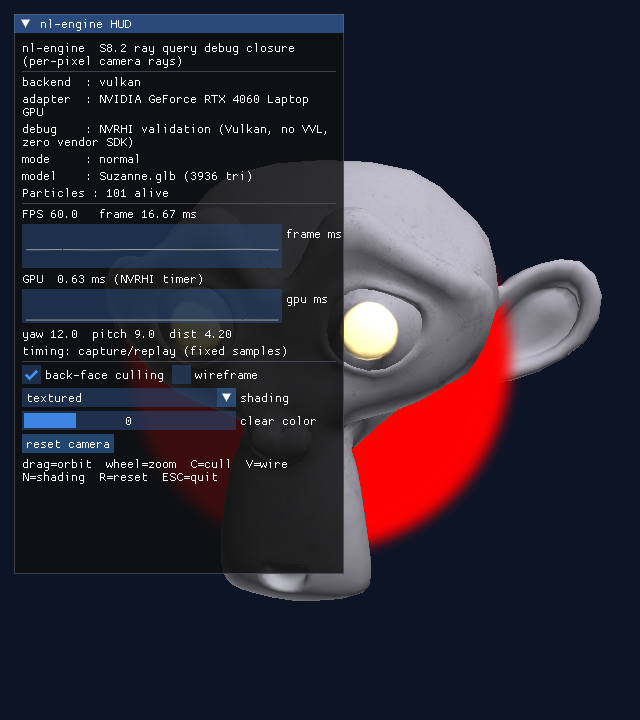 nl-engine HUD
nl-engine  S8.2 ray query debug closure
(per-pixel camera rays)
backend  : vulkan
adapter  : NVIDIA GeForce RTX 4060 Laptop
GPU
debug    : NVRHI validation (Vulkan, no VVL,
zero vendor SDK)
mode     : normal
model    : Suzanne.glb (3936 tri)
Particles : 101 alive
FPS 60.0   frame 16.67 ms
frame ms
GPU  0.63 ms (NVRHI timer)
gpu ms
yaw 12.0  pitch 9.0  dist 4.20
timing: capture/replay (fixed samples)
back-face culling  wireframe
textured  shading
0  clear color
reset camera
drag=orbit  wheel=zoom  C=cull  V=wire
N=shading  R=reset  ESC=quit